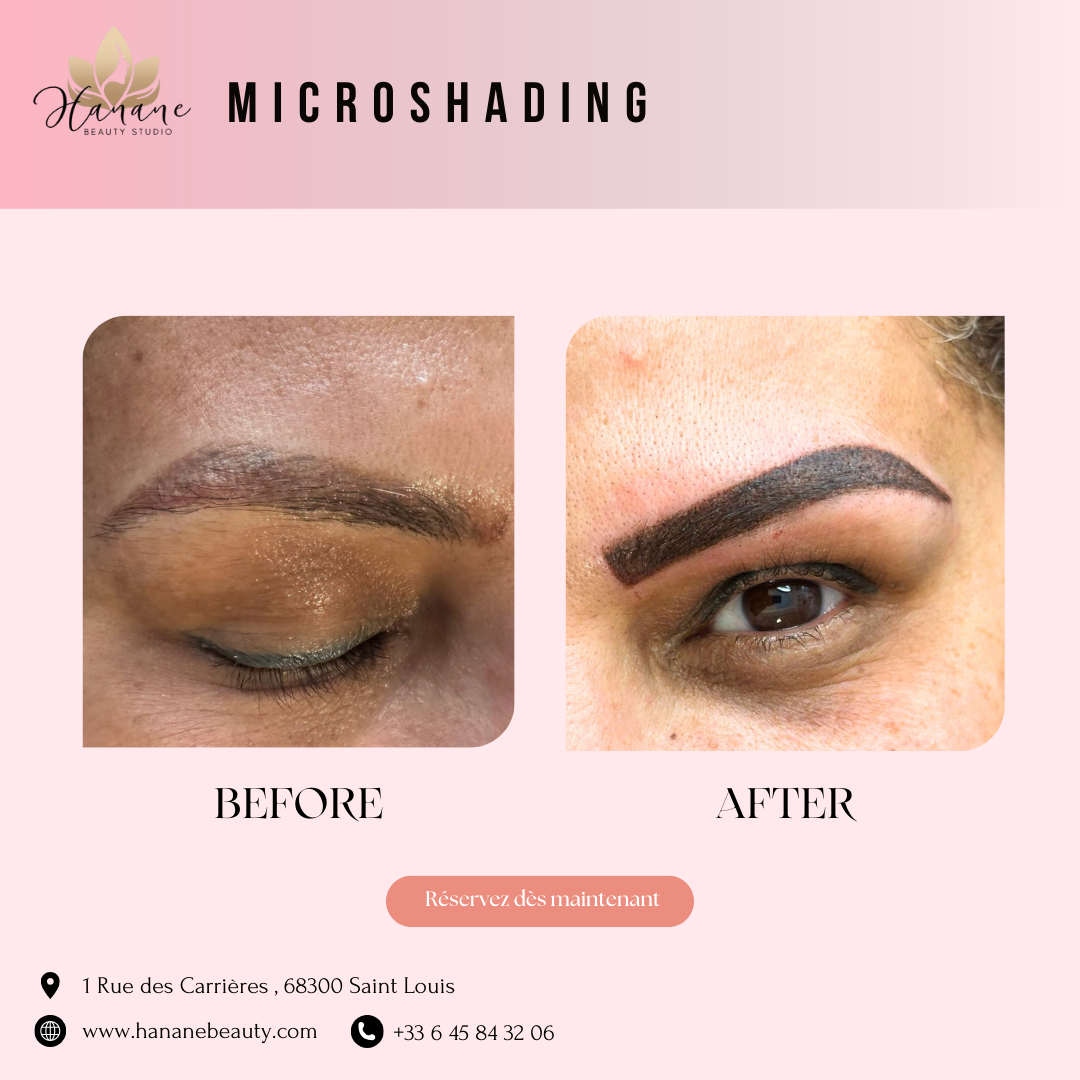 Hanane
BEAUTY STUDIO
MICROSHADING
BEFORE
AFTER
Réservez dès maintenant
1 Rue des Carrières , 68300 Saint Louis
www.hananebeauty.com
+33 6 45 84 32 06